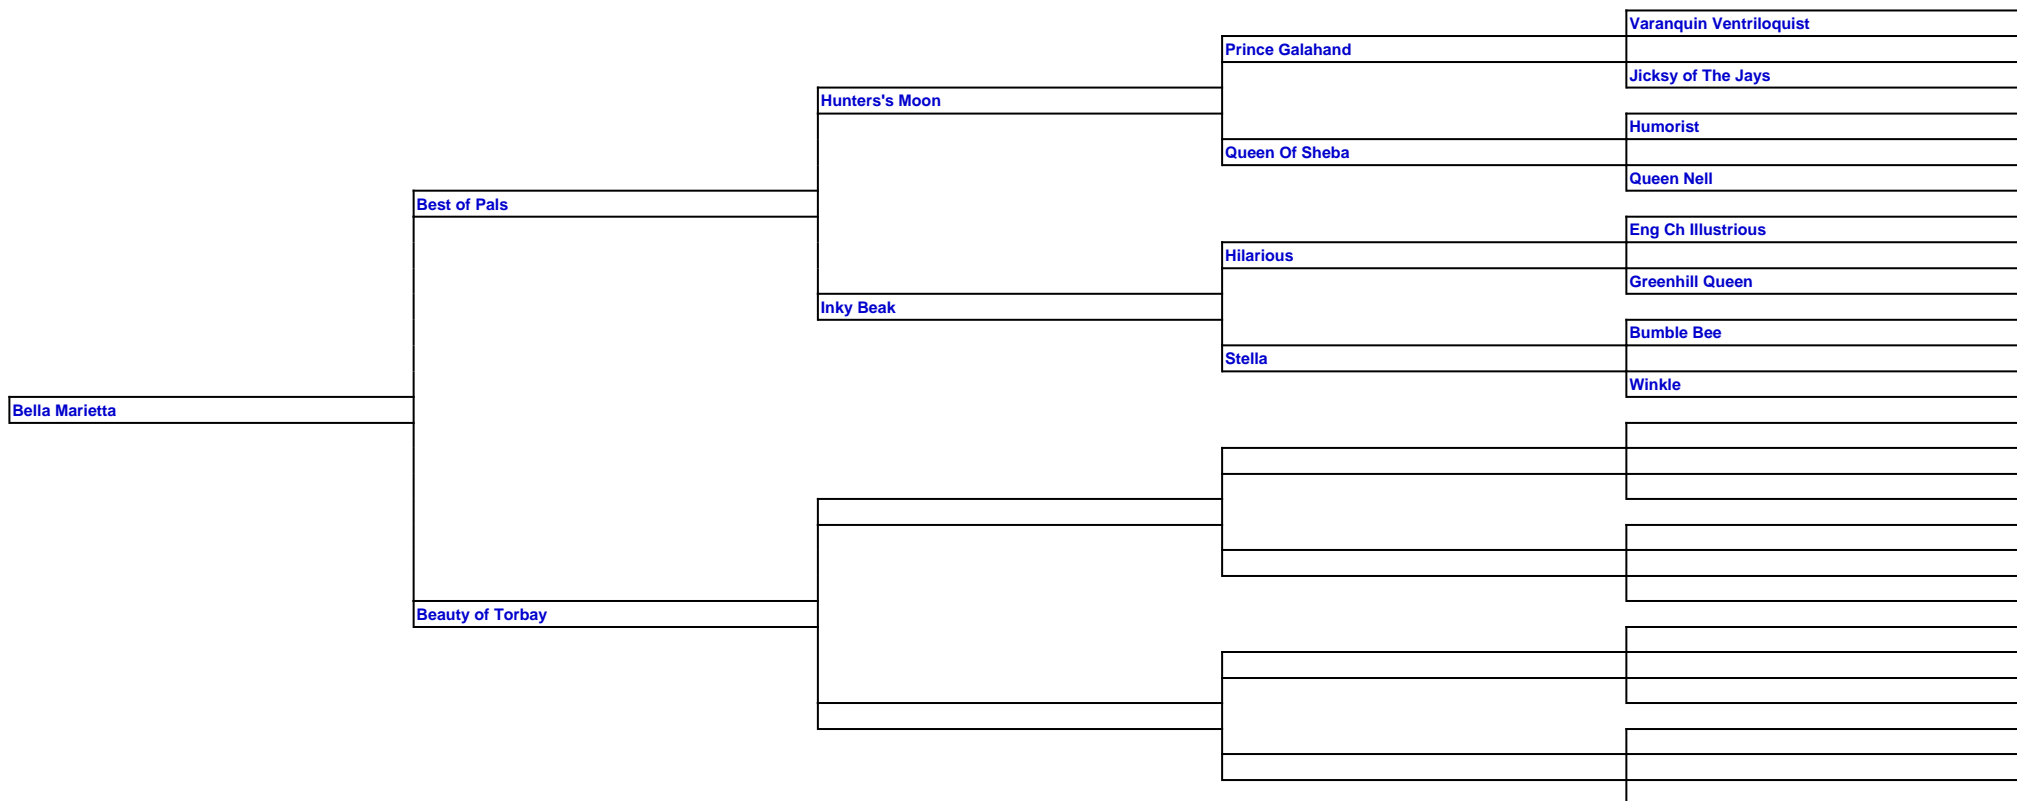 Varanquin Ventriloquist
Prince Galahand
Jicksy of The Jays
Hunters's Moon
Humorist
Queen Of Sheba
Queen Nell
Best of Pals
Eng Ch Illustrious
Hilarious
Greenhill Queen
Inky Beak
Bumble Bee
Stella
Winkle
Bella Marietta
Beauty of Torbay